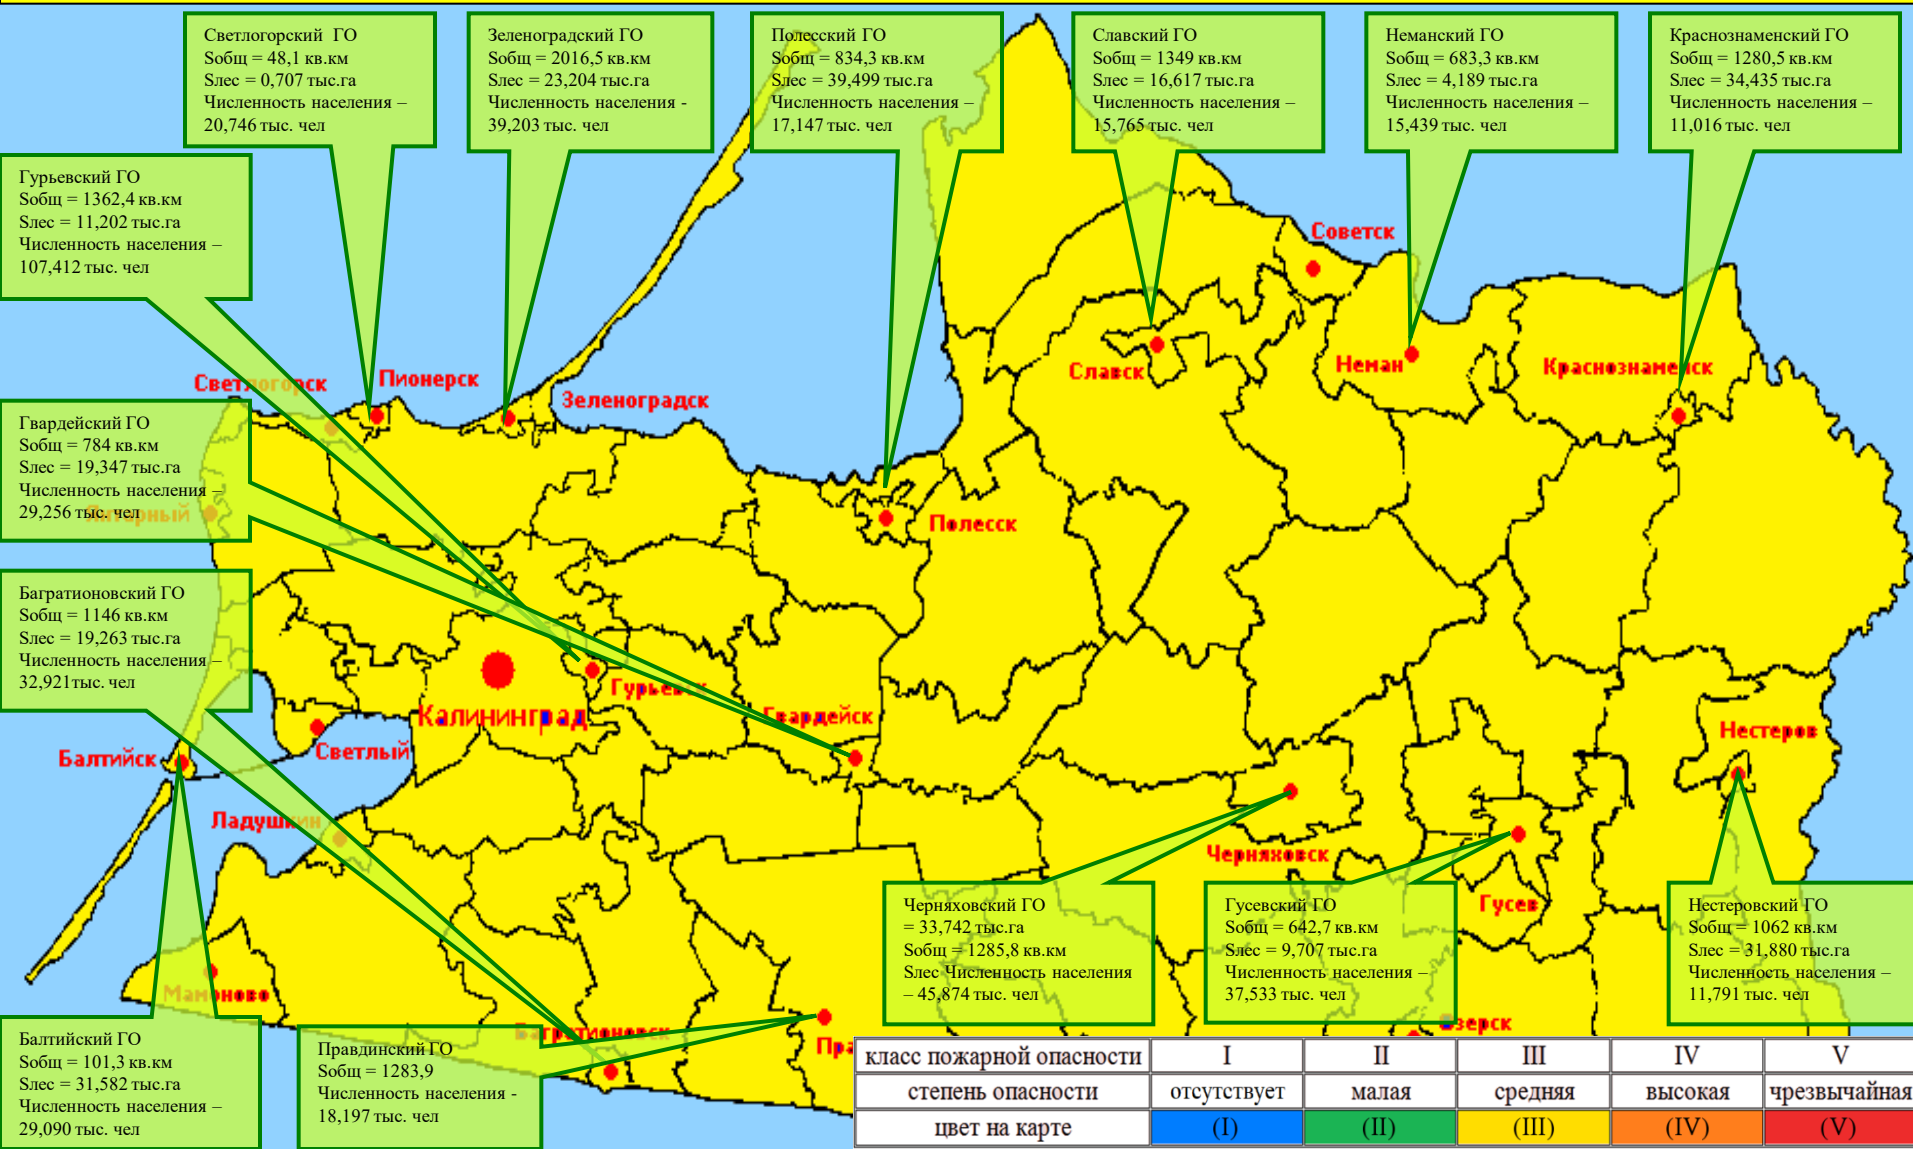 Светлогорский ГО
Sобщ = 48,1 кв.км
Sлес = 0,707 тыс.га
Численность населения –
20,746 тыс. чел
Зеленоградский ГО
Sобщ = 2016,5 кв.км
Sлес = 23,204 тыс.га
Численность населения -
39,203 тыс. чел
Полесский ГО
Sобщ = 834,3 кв.км
Sлес = 39,499 тыс.га
Численность населения –
17,147 тыс. чел
Славский ГО
Sобщ = 1349 кв.км
Sлес = 16,617 тыс.га
Численность населения –
15,765 тыс. чел
Неманский ГО
Sобщ = 683,3 кв.км
Sлес = 4,189 тыс.га
Численность населения –
15,439 тыс. чел
Краснознаменский ГО
Sобщ = 1280,5 кв.км
Sлес = 34,435 тыс.га
Численность населения –
11,016 тыс. чел
Гурьевский ГО
Sобщ = 1362,4 кв.км
Sлес = 11,202 тыс.га
Численность населения –
107,412 тыс. чел
Советск
Светлогорск
Пионерск
Зеленоградск
Славск
Неман
Краснознаменск
Гвардейский ГО
Sобщ = 784 кв.км
Sлес = 19,347 тыс.га
Численность населения –
29,256 тыс. чел
Янтарный
Полесск
Багратионовский ГО
Sобщ = 1146 кв.км
Sлес = 19,263 тыс.га
Численность населения –
32,921тыс. чел
Гурьевск
Калининград
Гвардейск
Нестеров
Балтийск
Светлый
Ладушкин
Черняховск
Гусев
Черняховский ГО
= 33,742 тыс.га
Sобщ = 1285,8 кв.км
Sлес Численность населения
– 45,874 тыс. чел
Гусевский ГО
Sобщ = 642,7 кв.км
Sлес = 9,707 тыс.га
Численность населения –
37,533 тыс. чел
Нестеровский ГО
Sобщ = 1062 кв.км
Sлес = 31,880 тыс.га
Численность населения –
11,791 тыс. чел
Мамоново
Багратионовск
Озерск
Пра
Балтийский ГО
Sобщ = 101,3 кв.км
Sлес = 31,582 тыс.га
Численность населения –
29,090 тыс. чел
Правдинский ГО
Sобщ = 1283,9
Численность населения -
18,197 тыс. чел
класс пожарной опасности I II III IV V
степень опасности отсутствует малая средняя высокая чрезвычайная
цвет на карте (I) (II) (III) (IV) (V)